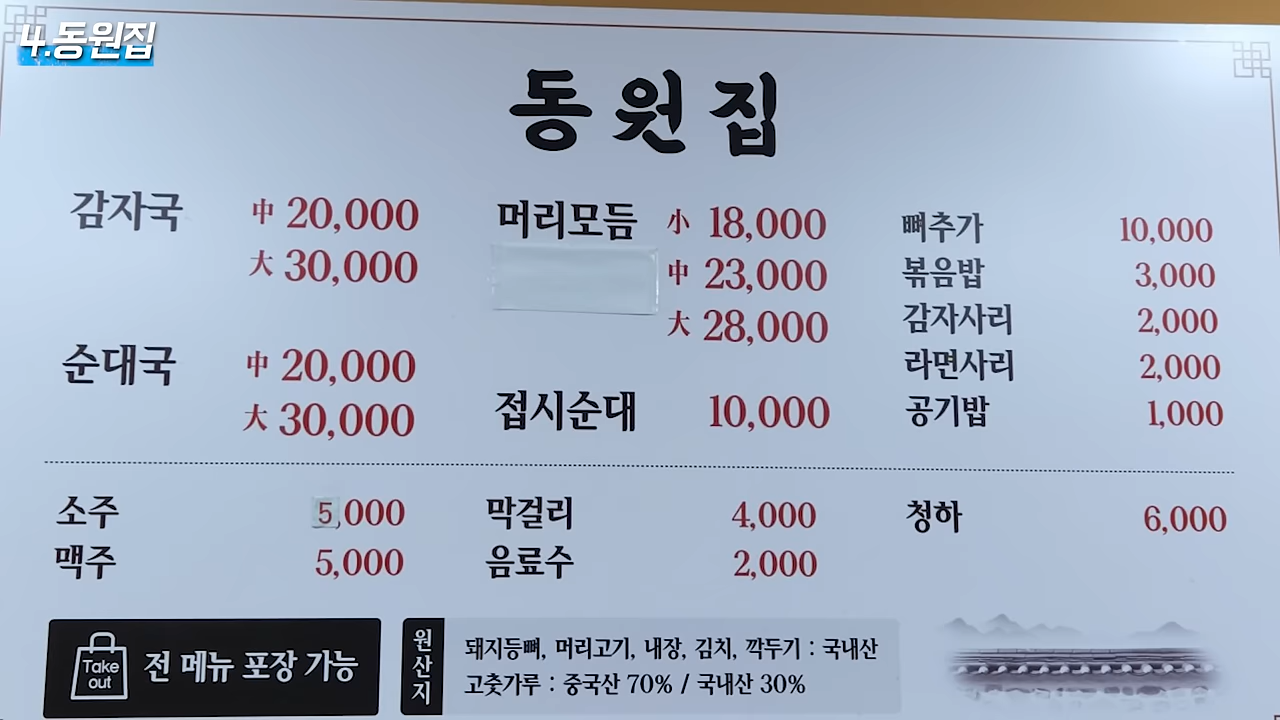 4.동원집
동원집
감자국 中 20,000
大 30,000
순대국 中 20,000
大 30,000
머리모듬 小 18,000
中 23,000
大 28,000
접시순대 10,000
뼈추가 10,000
볶음밥 3,000
감자사리 2,000
라면사리 2,000
공기밥 1,000
소주 5,000
맥주 5,000
막걸리 4,000
음료수 2,000
청하 6,000
Take
out
전 메뉴 포장 가능
원산지
돼지등뼈, 머리고기, 내장, 김치, 깍두기 : 국내산
고춧가루 : 중국산 70% / 국내산 30%